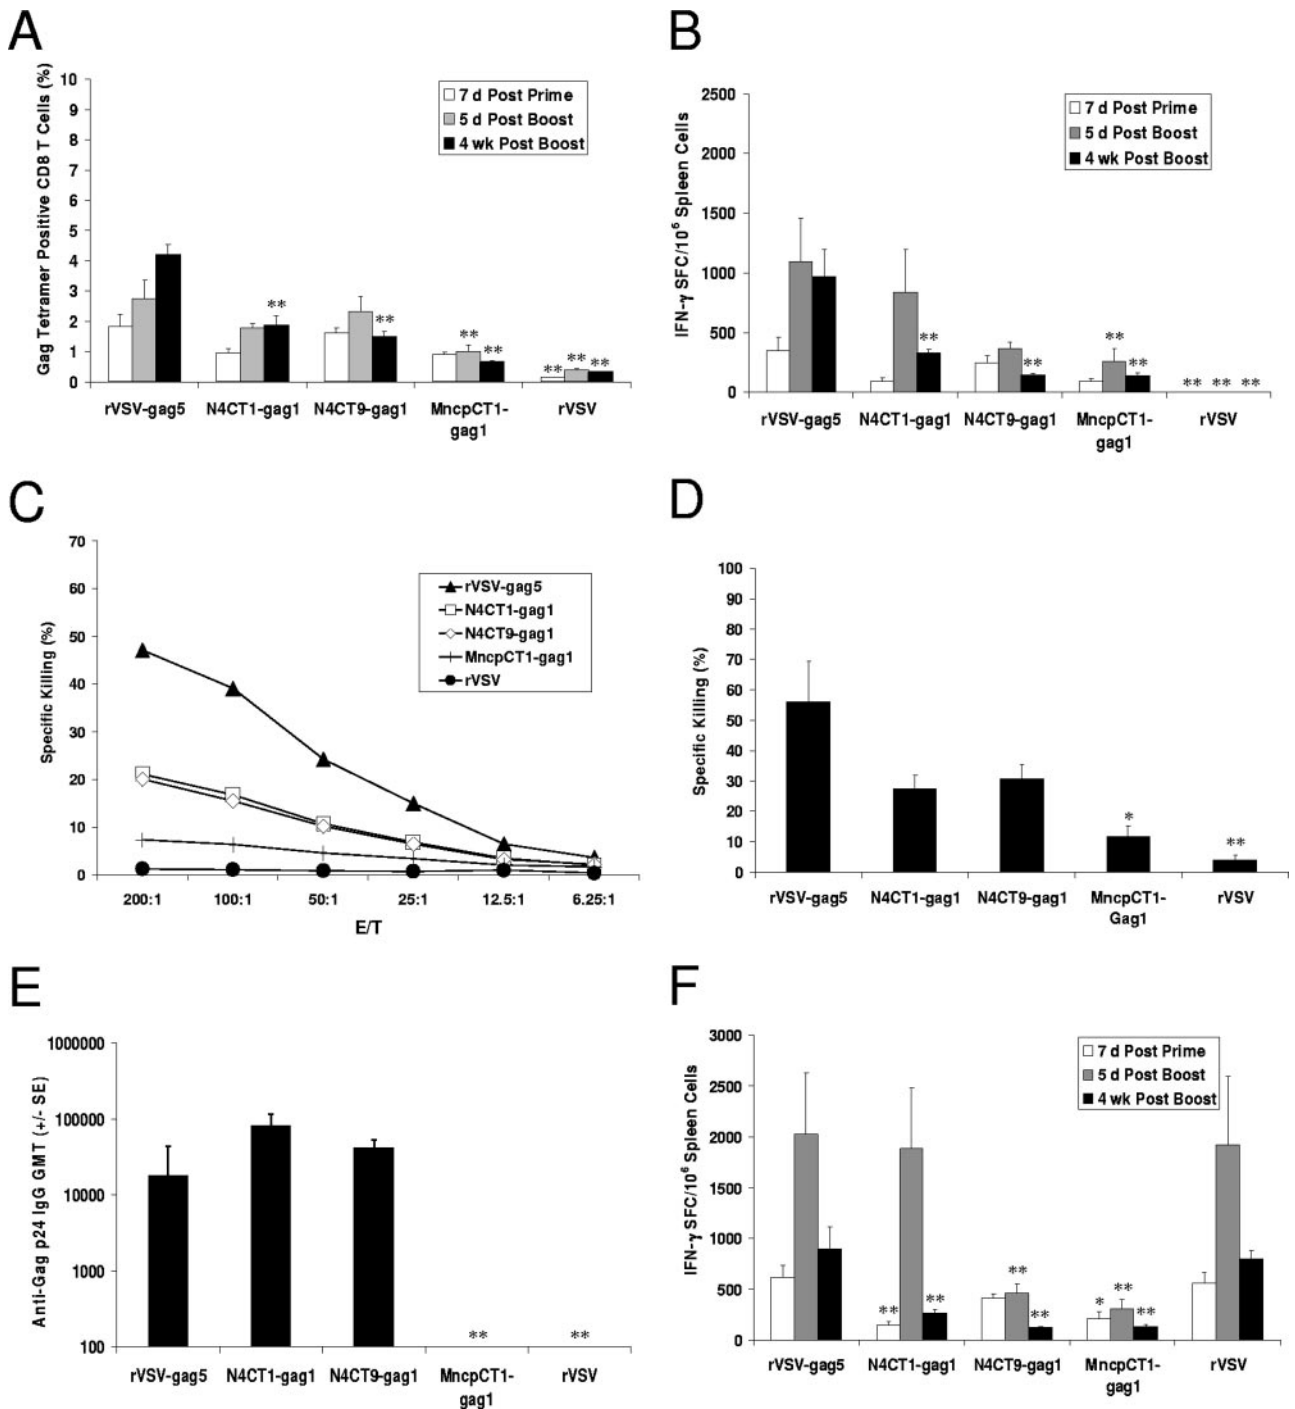 A
Gag Tetramer Positive CD8 T Cells (%)
10
9
8
7
6
5
4
3
2
1
0
7 d Post Prime
5 d Post Boost
4 wk Post Boost
**
**
**
**
**
**
**
rVSV-gag5
N4CT1-gag1
N4CT9-gag1
MncpCT1-
gag1
rVSV
B
IFN-γ SFC/10⁶ Spleen Cells
2500
2000
1500
1000
500
0
7 d Post Prime
5 d Post Boost
4 wk Post Boost
**
**
**
**
** ** **
rVSV-gag5
N4CT1-gag1
N4CT9-gag1
MncpCT1-
gag1
rVSV
C
Specific Killing (%)
70
60
50
40
30
20
10
0
rVSV-gag5
N4CT1-gag1
N4CT9-gag1
MncpCT1-gag1
rVSV
200:1
100:1
50:1
25:1
12.5:1
6.25:1
E/T
D
Specific Killing (%)
100
90
80
70
60
50
40
30
20
10
0
*
**
rVSV-gag5
N4CT1-gag1
N4CT9-gag1
MncpCT1-
Gag1
rVSV
E
Anti-Gag p24 IgG GMT (+/- SE)
1000000
100000
10000
1000
100
**
**
rVSV-gag5
N4CT1-gag1
N4CT9-gag1
MncpCT1-
gag1
rVSV
F
IFN-γ SFC/10⁶ Spleen Cells
3000
2500
2000
1500
1000
500
0
7 d Post Prime
5 d Post Boost
4 wk Post Boost
**
**
**
**
*
**
**
rVSV-gag5
N4CT1-gag1
N4CT9-gag1
MncpCT1-
gag1
rVSV